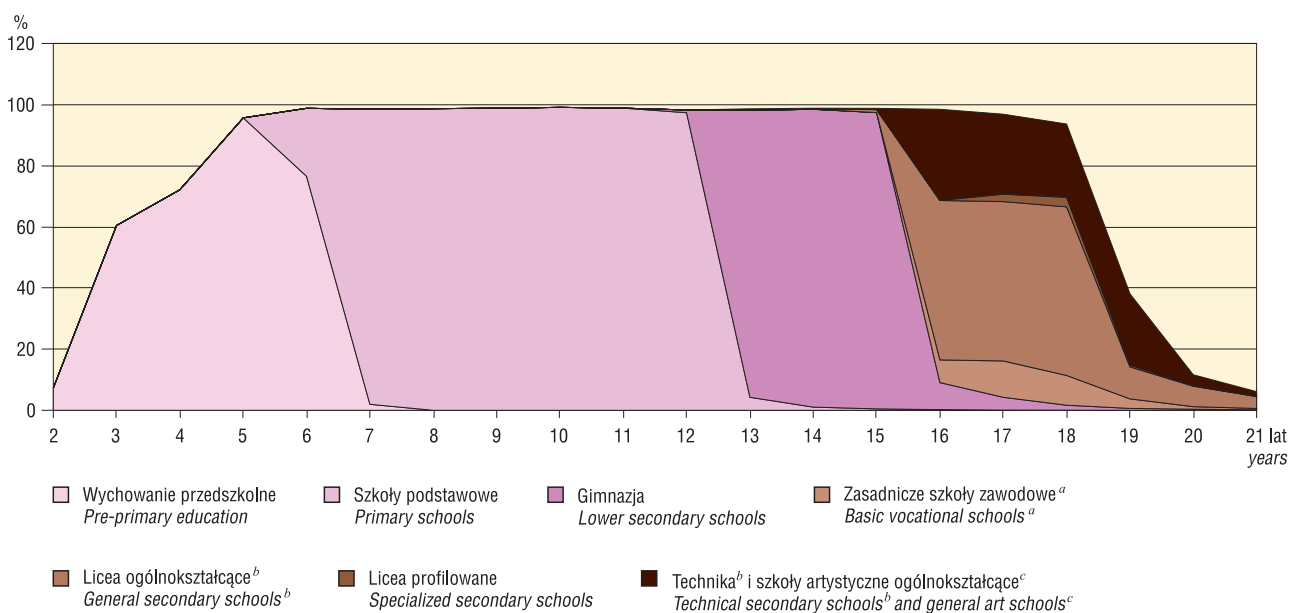 %
120
100
80
60
40
20
0
2 3 4 5 6 7 8 9 10 11 12 13 14 15 16 17 18 19 20 21 lat
years
Wychowanie przedszkolne
Pre-primary education
Szkoły podstawowe
Primary schools
Gimnazja
Lower secondary schools
Zasadnicze szkoły zawodowe a
Basic vocational schools a
Licea ogólnokształcące b
General secondary schools b
Licea profilowane
Specialized secondary schools
Technika b i szkoły artystyczne ogólnokształcące c
Technical secondary schools b and general art schools c